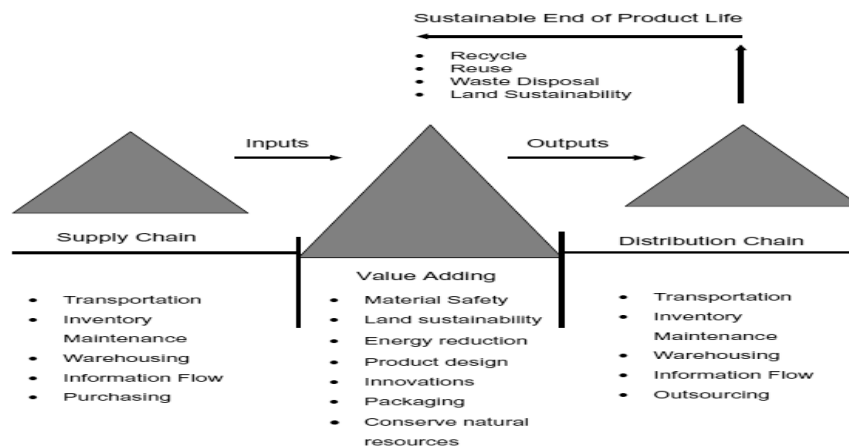 Sustainable End of Product Life
• Recycle
• Reuse
• Waste Disposal
• Land Sustainability
Inputs
Outputs
Supply Chain
• Transportation
• Inventory
Maintenance
• Warehousing
• Information Flow
• Purchasing
Value Adding
• Material Safety
• Land sustainability
• Energy reduction
• Product design
• Innovations
• Packaging
• Conserve natural
resources
Distribution Chain
• Transportation
• Inventory
Maintenance
• Warehousing
• Information Flow
• Outsourcing